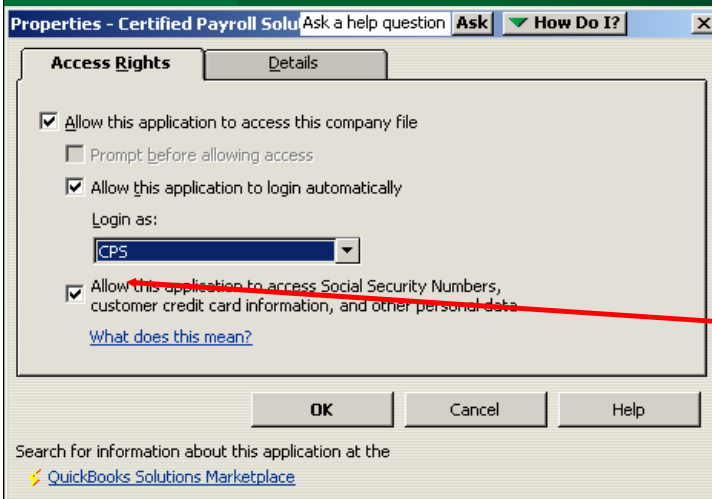 Properties - Certified Payroll Solu Ask a help question Ask How Do I? X
Access Rights Details
Allow this application to access this company file
Prompt before allowing access
Allow this application to login automatically
Login as:
CPS
Allow this application to access Social Security Numbers,
customer credit card information, and other personal data
What does this mean?
OK Cancel Help
Search for information about this application at the
QuickBooks Solutions Marketplace